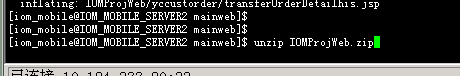 inflating: IOMProjWeb/yccustorder/transferOrderDetailHis.jsp
[iom_mobile@IOM_MOBILE_SERVER2 mainweb]$
[iom_mobile@IOM_MOBILE_SERVER2 mainweb]$
[iom_mobile@IOM_MOBILE_SERVER2 mainweb]$ unzip IOMProjWeb.zip